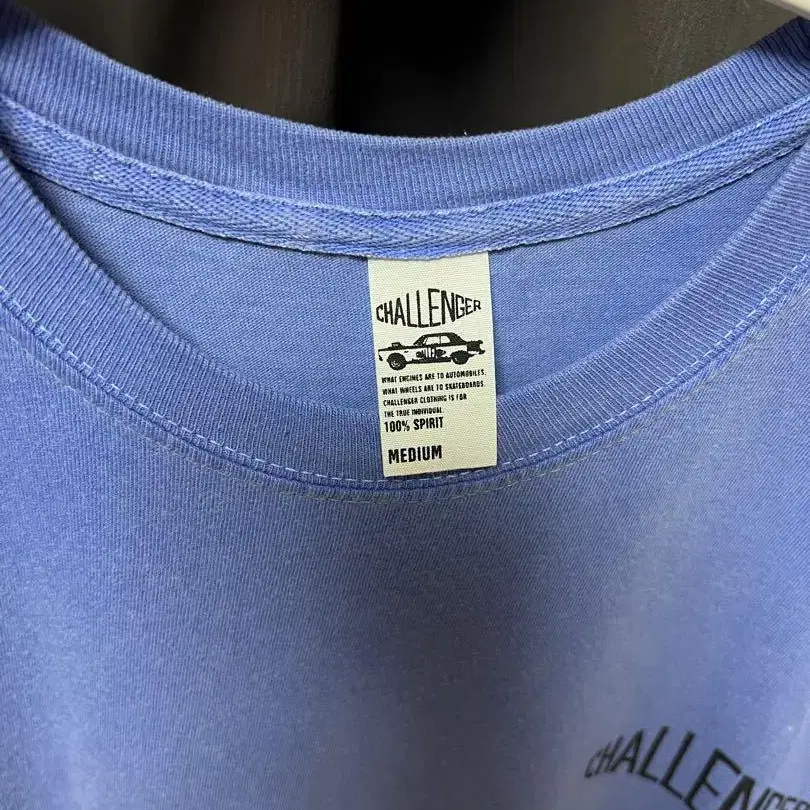 CHALLENGER
WHAT ENGINES ARE TO AUTOMOBILES.
WHAT WHEELS ARE TO SKATEBOARDS.
CHALLENGER CLOTHING IS FOR
THE TRUE INDIVIDUAL.
100% SPIRIT
MEDIUM
CHALLENGER